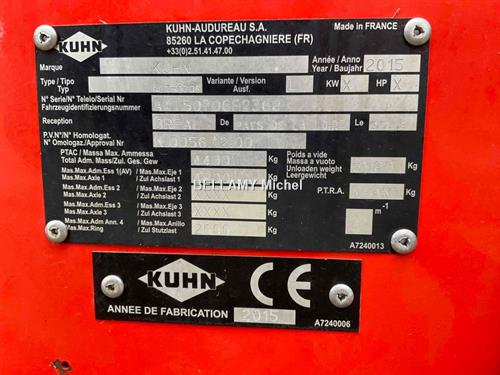 KUHN-AUDUREAU S.A.
85260 LA COPECHAGNIERE (FR)
+33(0)2.51.41.47.00
Made in FRANCE
KUHN
Marque
Année / Anno 2015
Year / Baujahr
Type / Tipo
Typ
Variante / Version
Ausf.
KW X HP X
N° Serie/N° Teleio/Serial Nr
Fahrzeugidentifizierungsnummer
Reception De
P.V.N°/N° Homologat.
N° Omologaz./Approval Nr
PTAC / Massa Max. Ammessa
Total Adm. Mass/Zul. Ges. Gew Kg
Poids a vide
Massa a vuoto
Unladen weight
Leergewicht Kg
Mas.Max.Adm.Ess 1(AV) / Mas.Max.Eje 1
Mas.Max.Axle 1 /Zul Achslast 1 Kg
Mas.Max.Adm.Ess 2 / Mas.Max.Eje 2
Mas.Max.Axle 2 /Zul Achslast 2 Kg
P.T.R.A. Kg
Mas.Max.Adm.Ess 3 / Mas.Max.Eje 3
Mas.Max.Axle 3 /Zul Achslast 3 XXXX Kg
m -1
Mas.Max.Adm Ann. 4 / Mas.Max.Anillo
Mas.Max.Ring / Zul Stutzlast Kg
A7240013
BELLAMY Michel
KUHN
CE
ANNEE DE FABRICATION 2015
A7240006